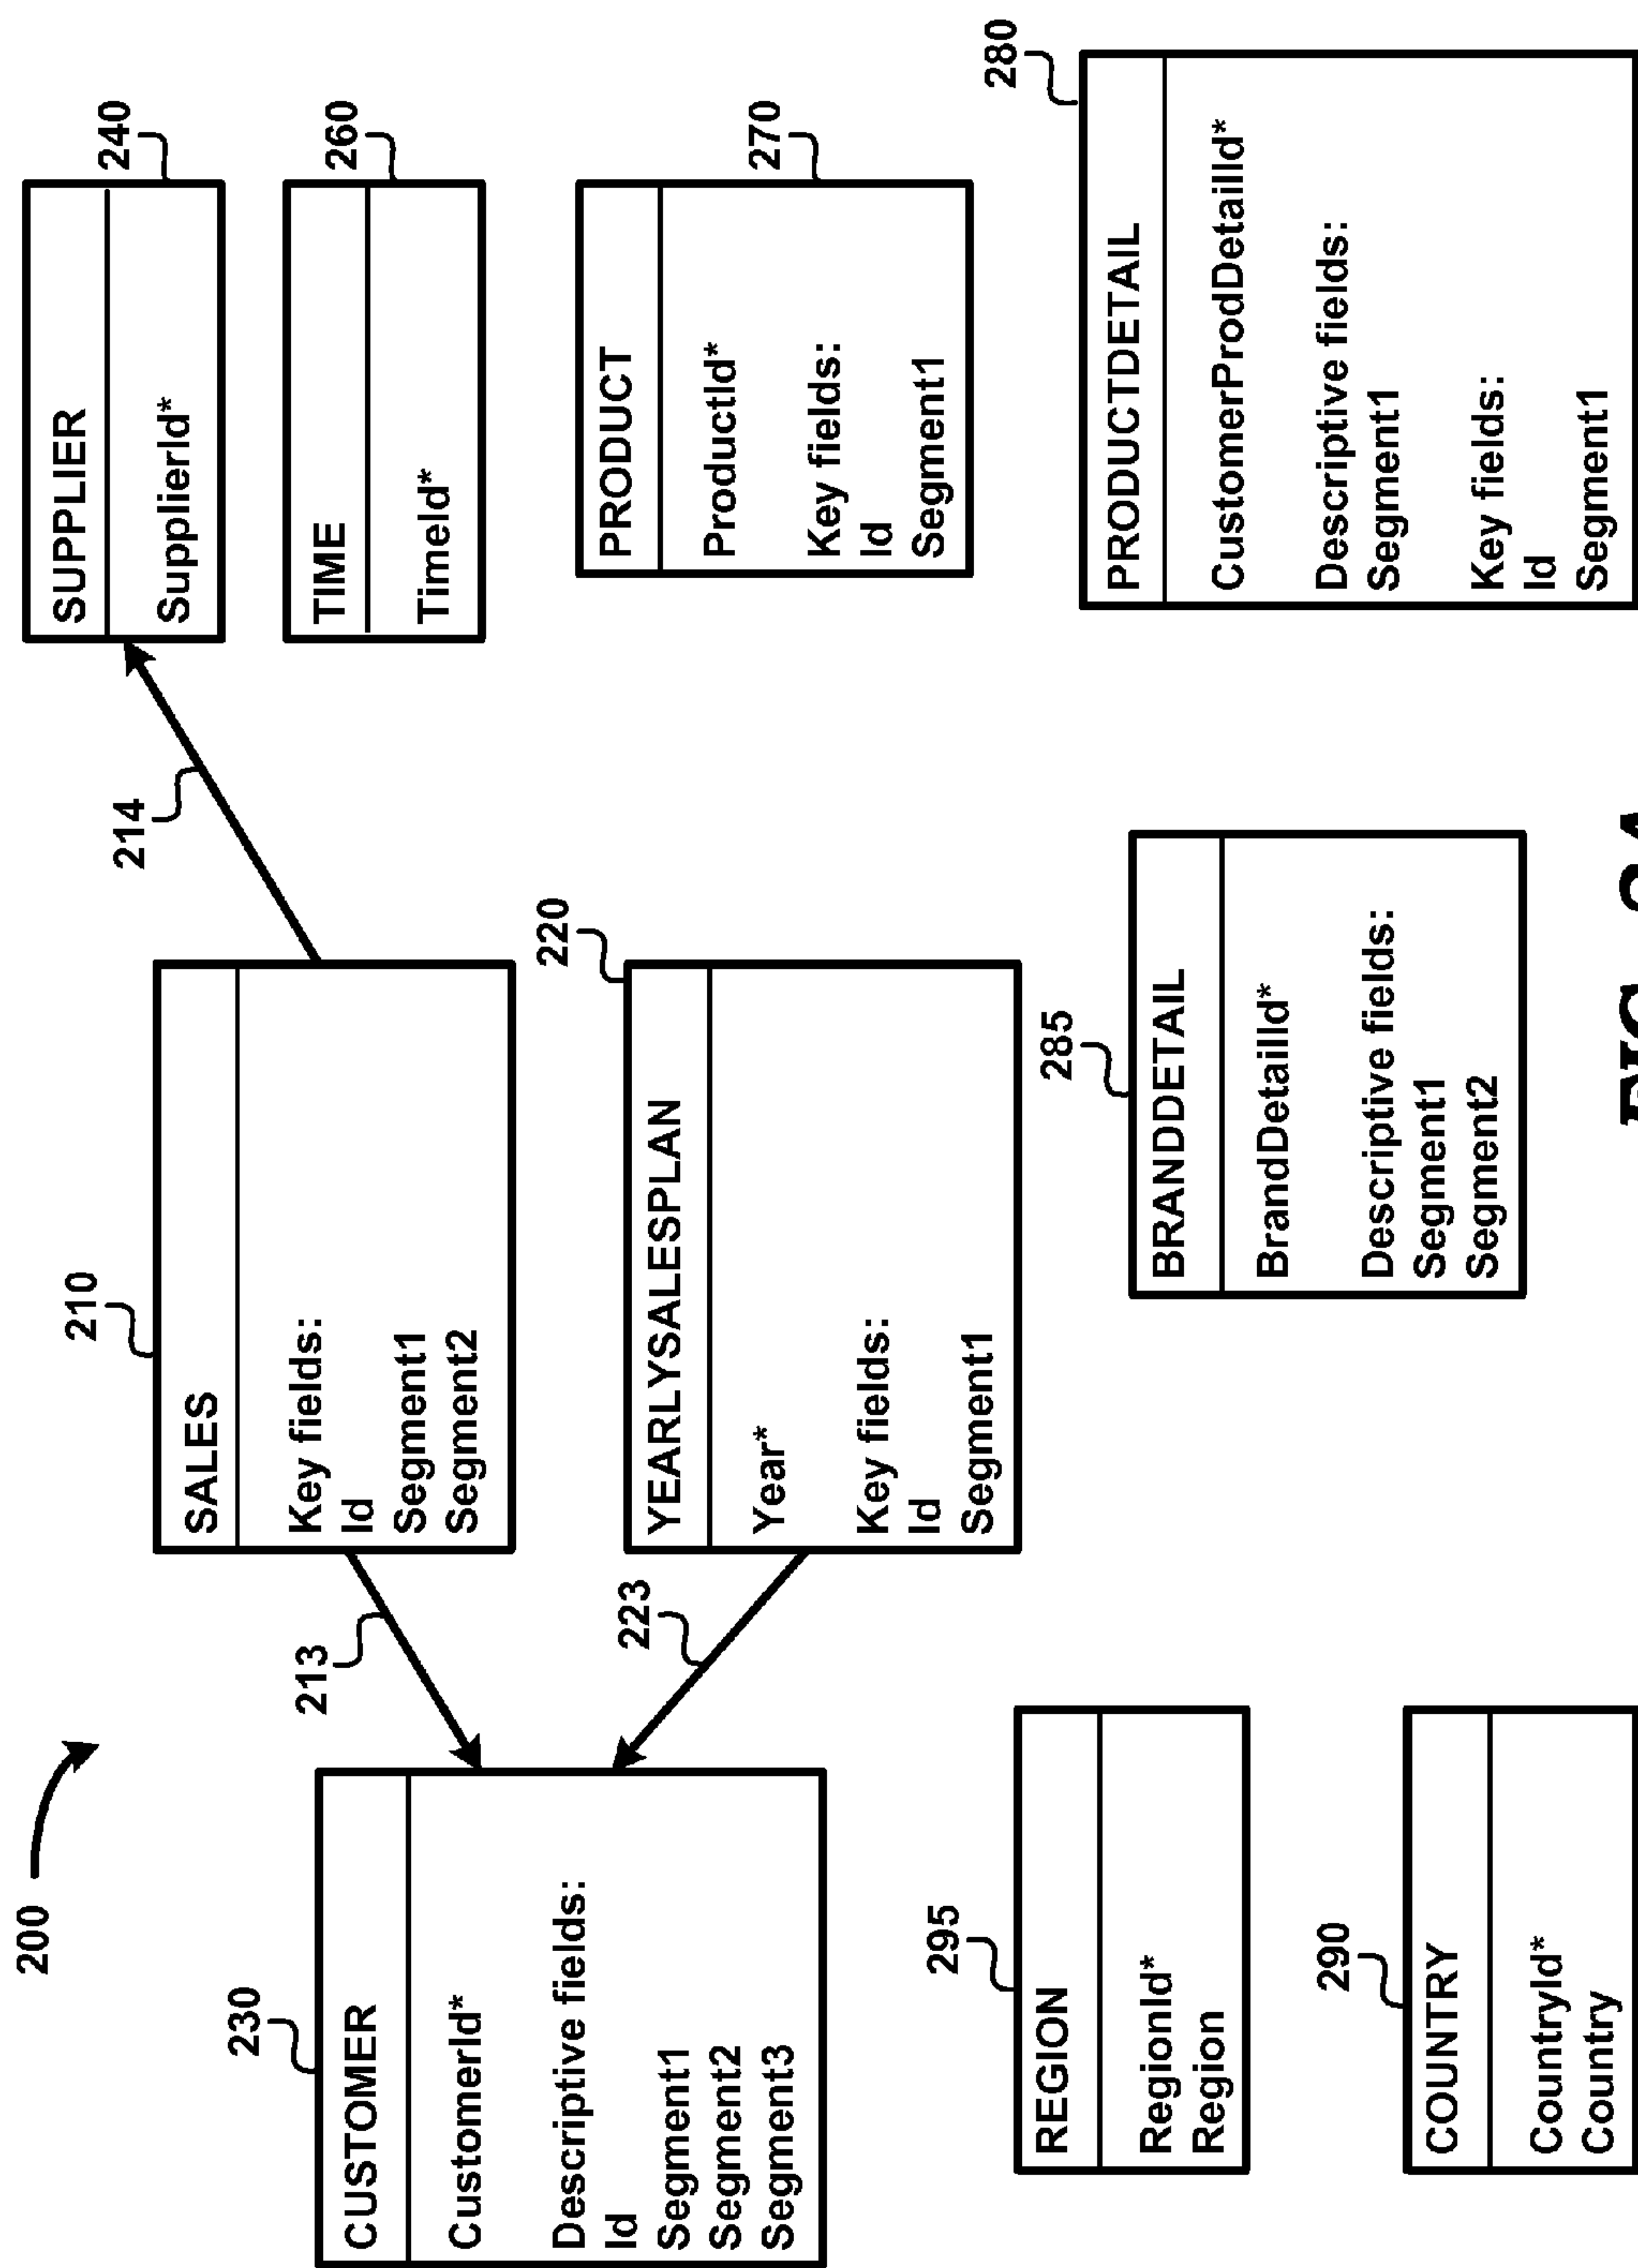 200
230
CUSTOMER
CustomerId*
Descriptive fields:
Id
Segment1
Segment2
Segment3
213
223
210
SALES
Key fields:
Id
Segment1
Segment2
214
240
SUPPLIER
SupplierId*
260
TIME
TimeId*
220
YEARLYSALESPLAN
Year*
Key fields:
Id
Segment1
270
PRODUCT
ProductId*
Key fields:
Id
Segment1
295
REGION
RegionId*
Region
285
BRANDDETAIL
BrandDetailId*
Descriptive fields:
Segment1
Segment2
280
PRODUCTDETAIL
CustomerProdDetailId*
Descriptive fields:
Segment1
Key fields:
Id
Segment1
290
COUNTRY
CountryId*
Country